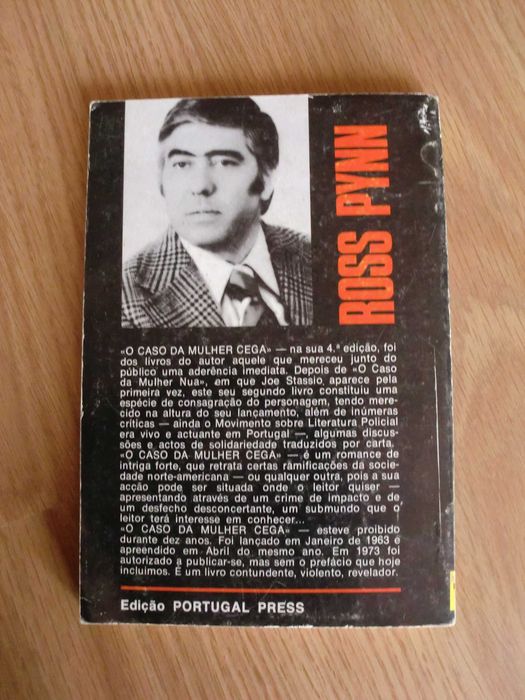 ROSS PYNN
«O CASO DA MULHER CEGA» — na sua 4.ª edição, foi
dos livros do autor aquele que mereceu junto do
público uma aderência imediata. Depois de «O Caso
da Mulher Nua», em que Joe Stassio aparece pela
primeira vez, este seu segundo livro constituiu uma
espécie de consagração do personagem, tendo mere-
cido na altura do seu lançamento, além de inúmeras
críticas — ainda o Movimento sobre Literatura Policial
era vivo e actuante em Portugal —, algumas discus-
sões e actos de solidariedade traduzidos por carta.
«O CASO DA MULHER CEGA» — é um romance de
intriga forte, que retrata certas ramificações da socie-
dade norte-americana — ou qualquer outra, pois a sua
acção pode ser situada onde o leitor quiser —
apresentando através de um crime de impacto e de
um desfecho desconcertante, um submundo que o
leitor terá interesse em conhecer...
«O CASO DA MULHER CEGA» — esteve proibido
durante dez anos. Foi lançado em Janeiro de 1963 e
apreendido em Abril do mesmo ano. Em 1973 foi
autorizado a publicar-se, mas sem o prefácio que hoje
incluimos. É um livro contundente, violento, revelador.
Edição PORTUGAL PRESS